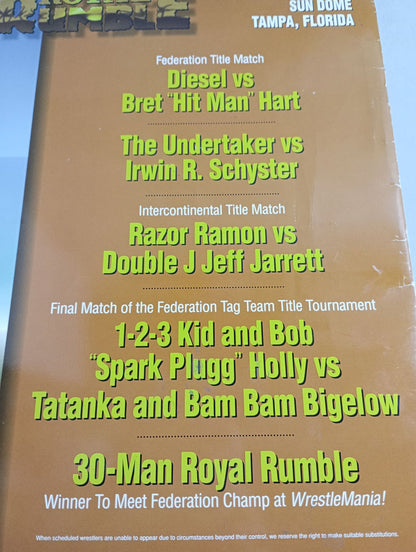 RUMBLE
SUN DOME
TAMPA, FLORIDA
Federation Title Match
Diesel vs
Bret "Hit Man" Hart
The Undertaker vs
Irwin R. Schyster
Intercontinental Title Match
Razor Ramon vs
Double J Jeff Jarrett
Final Match of the Federation Tag Team Title Tournament
1-2-3 Kid and Bob
"Spark Plugg" Holly vs
Tatanka and Bam Bam Bigelow
30-Man Royal Rumble
Winner To Meet Federation Champ at WrestleMania!
When scheduled wrestlers are unable to appear due to circumstances beyond their control, we reserve the right to make suitable substitutions.